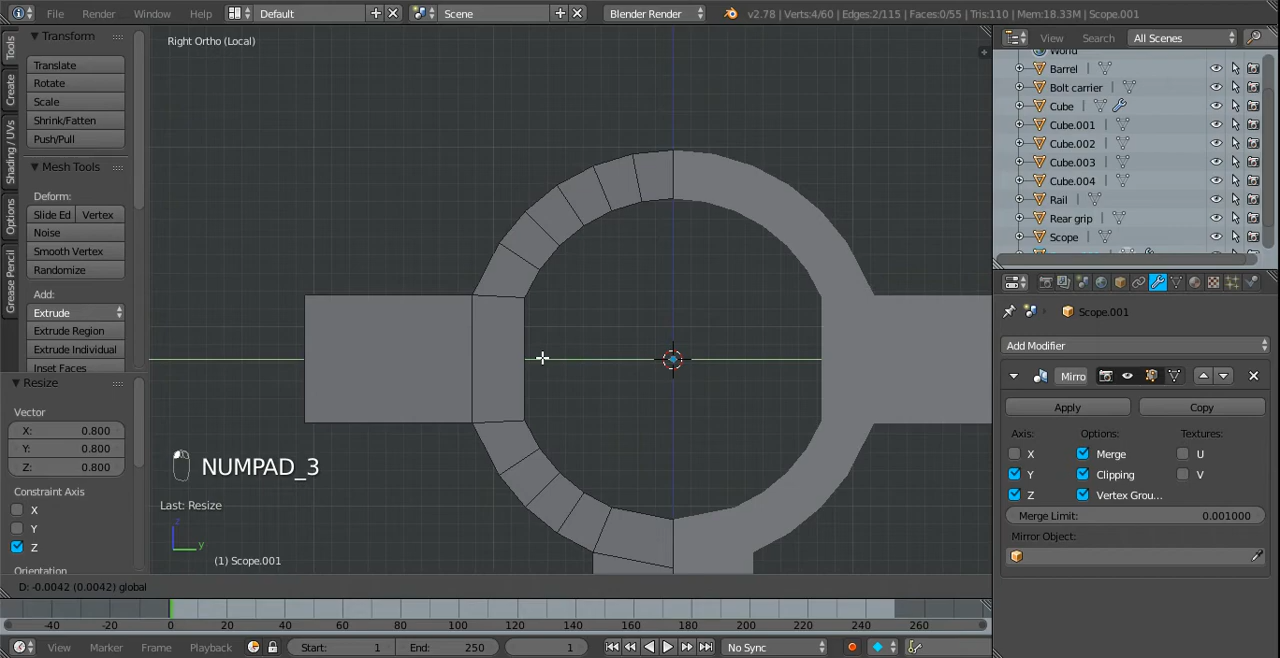 File Render Window Help Default Scene Blender Render v2.78 | Verts:4/60 | Edges:2/115 | Faces:0/55 | Tris:110 | Mem:18.33M | Scope.001
Tools
Create
Shading / UVs
Options
Grease Pencil
Transform
Translate
Rotate
Scale
Shrink/Fatten
Push/Pull
Mesh Tools
Deform:
Slide Ed Vertex
Noise
Smooth Vertex
Randomize
Add:
Extrude
Extrude Region
Extrude Individual
Inset Faces
Resize
Vector
X: 0.800
Y: 0.800
Z: 0.800
Constraint Axis
X
Y
Z
Orientation
Right Ortho (Local)
NUMPAD_3
Last: Resize
z
y
(1) Scope.001
D: -0.0042 (0.0042) global
-40 -20 0 20 40 60 80 100 120 140 160 180 200 220 240 260
View Marker Frame Playback Start: 1 End: 250 1 No Sync
View Search All Scenes
World
Barrel
Bolt carrier
Cube
Cube.001
Cube.002
Cube.003
Cube.004
Rail
Rear grip
Scope
Scope.001
Add Modifier
Mirro
Apply Copy
Axis: Options: Textures:
X Merge U
Y Clipping V
Z Vertex Grou...
Merge Limit: 0.001000
Mirror Object: